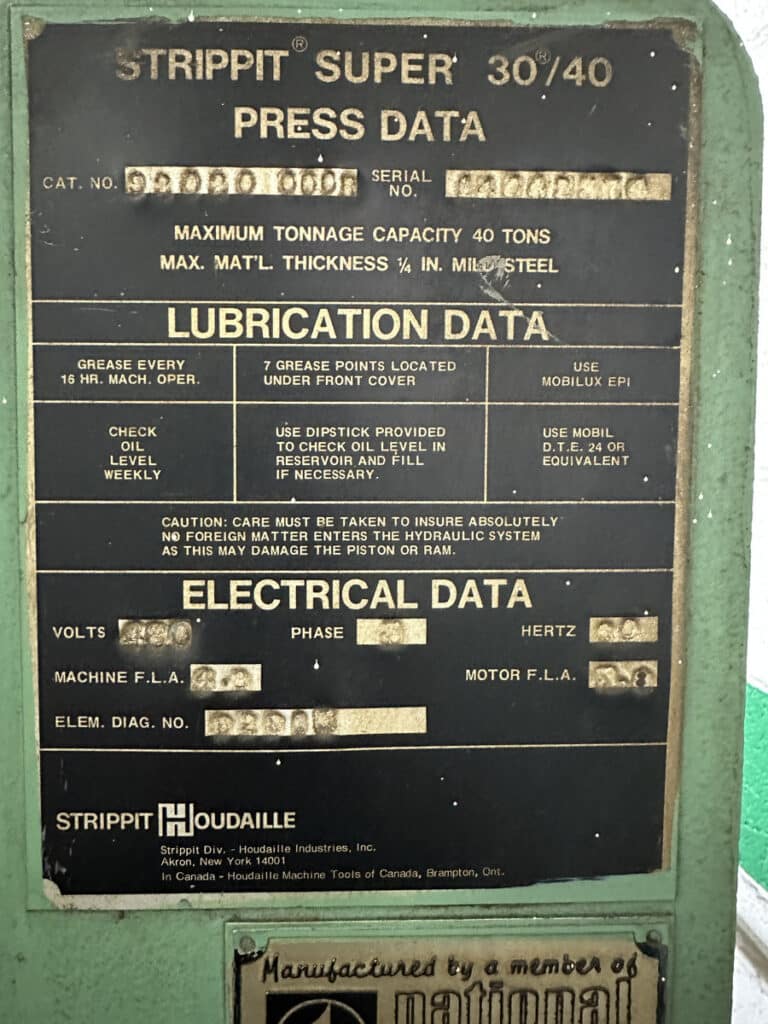 STRIPPIT® SUPER 30®/40
PRESS DATA
CAT. NO. SERIAL NO.
MAXIMUM TONNAGE CAPACITY 40 TONS
MAX. MAT'L. THICKNESS ¼ IN. MILD STEEL
LUBRICATION DATA
GREASE EVERY
16 HR. MACH. OPER.
7 GREASE POINTS LOCATED
UNDER FRONT COVER
USE
MOBILUX EPI
CHECK
OIL
LEVEL
WEEKLY
USE DIPSTICK PROVIDED
TO CHECK OIL LEVEL IN
RESERVOIR AND FILL
IF NECESSARY.
USE MOBIL
D.T.E. 24 OR
EQUIVALENT
CAUTION: CARE MUST BE TAKEN TO INSURE ABSOLUTELY
NO FOREIGN MATTER ENTERS THE HYDRAULIC SYSTEM
AS THIS MAY DAMAGE THE PISTON OR RAM.
ELECTRICAL DATA
VOLTS PHASE 3 HERTZ 60
MACHINE F.L.A. MOTOR F.L.A.
ELEM. DIAG. NO.
STRIPPIT HOUDAILLE
Strippit Div. - Houdaille Industries, Inc.
Akron, New York 14001
In Canada - Houdaille Machine Tools of Canada, Brampton, Ont.
Manufactured by a member of
national